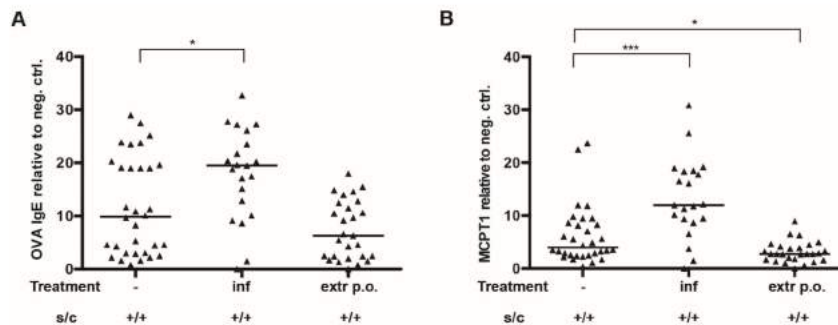 A
*
OVA IgE relative to neg. ctrl.
40
30
20
10
0
Treatment - inf extr p.o.
s/c +/+ +/+ +/+
B
*
***
MCPT1 relative to neg. ctrl.
40
30
20
10
0
Treatment - inf extr p.o.
s/c +/+ +/+ +/+